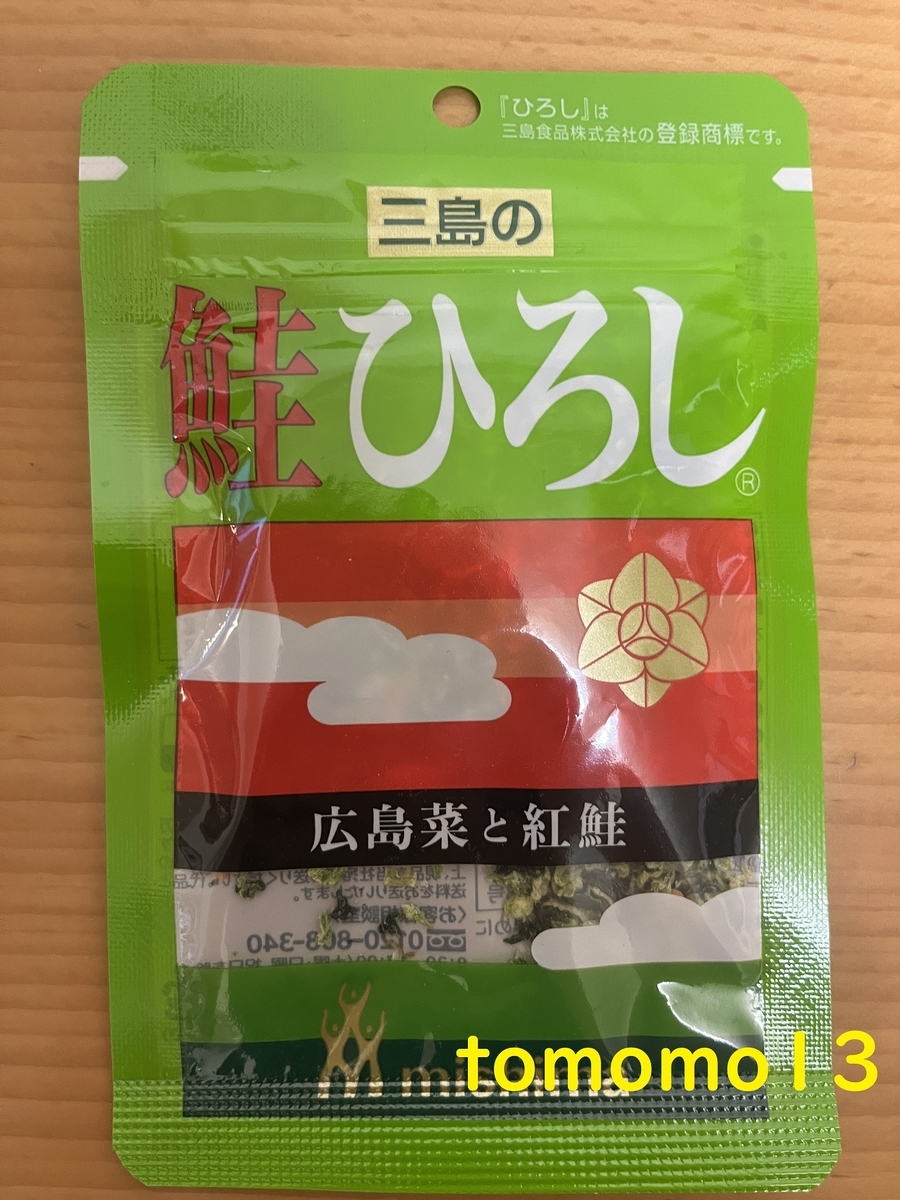 『ひろし』は
三島食品株式会社の登録商標です。
三島の
鮭ひろし®
広島菜と紅鮭
mishima
tomomo13